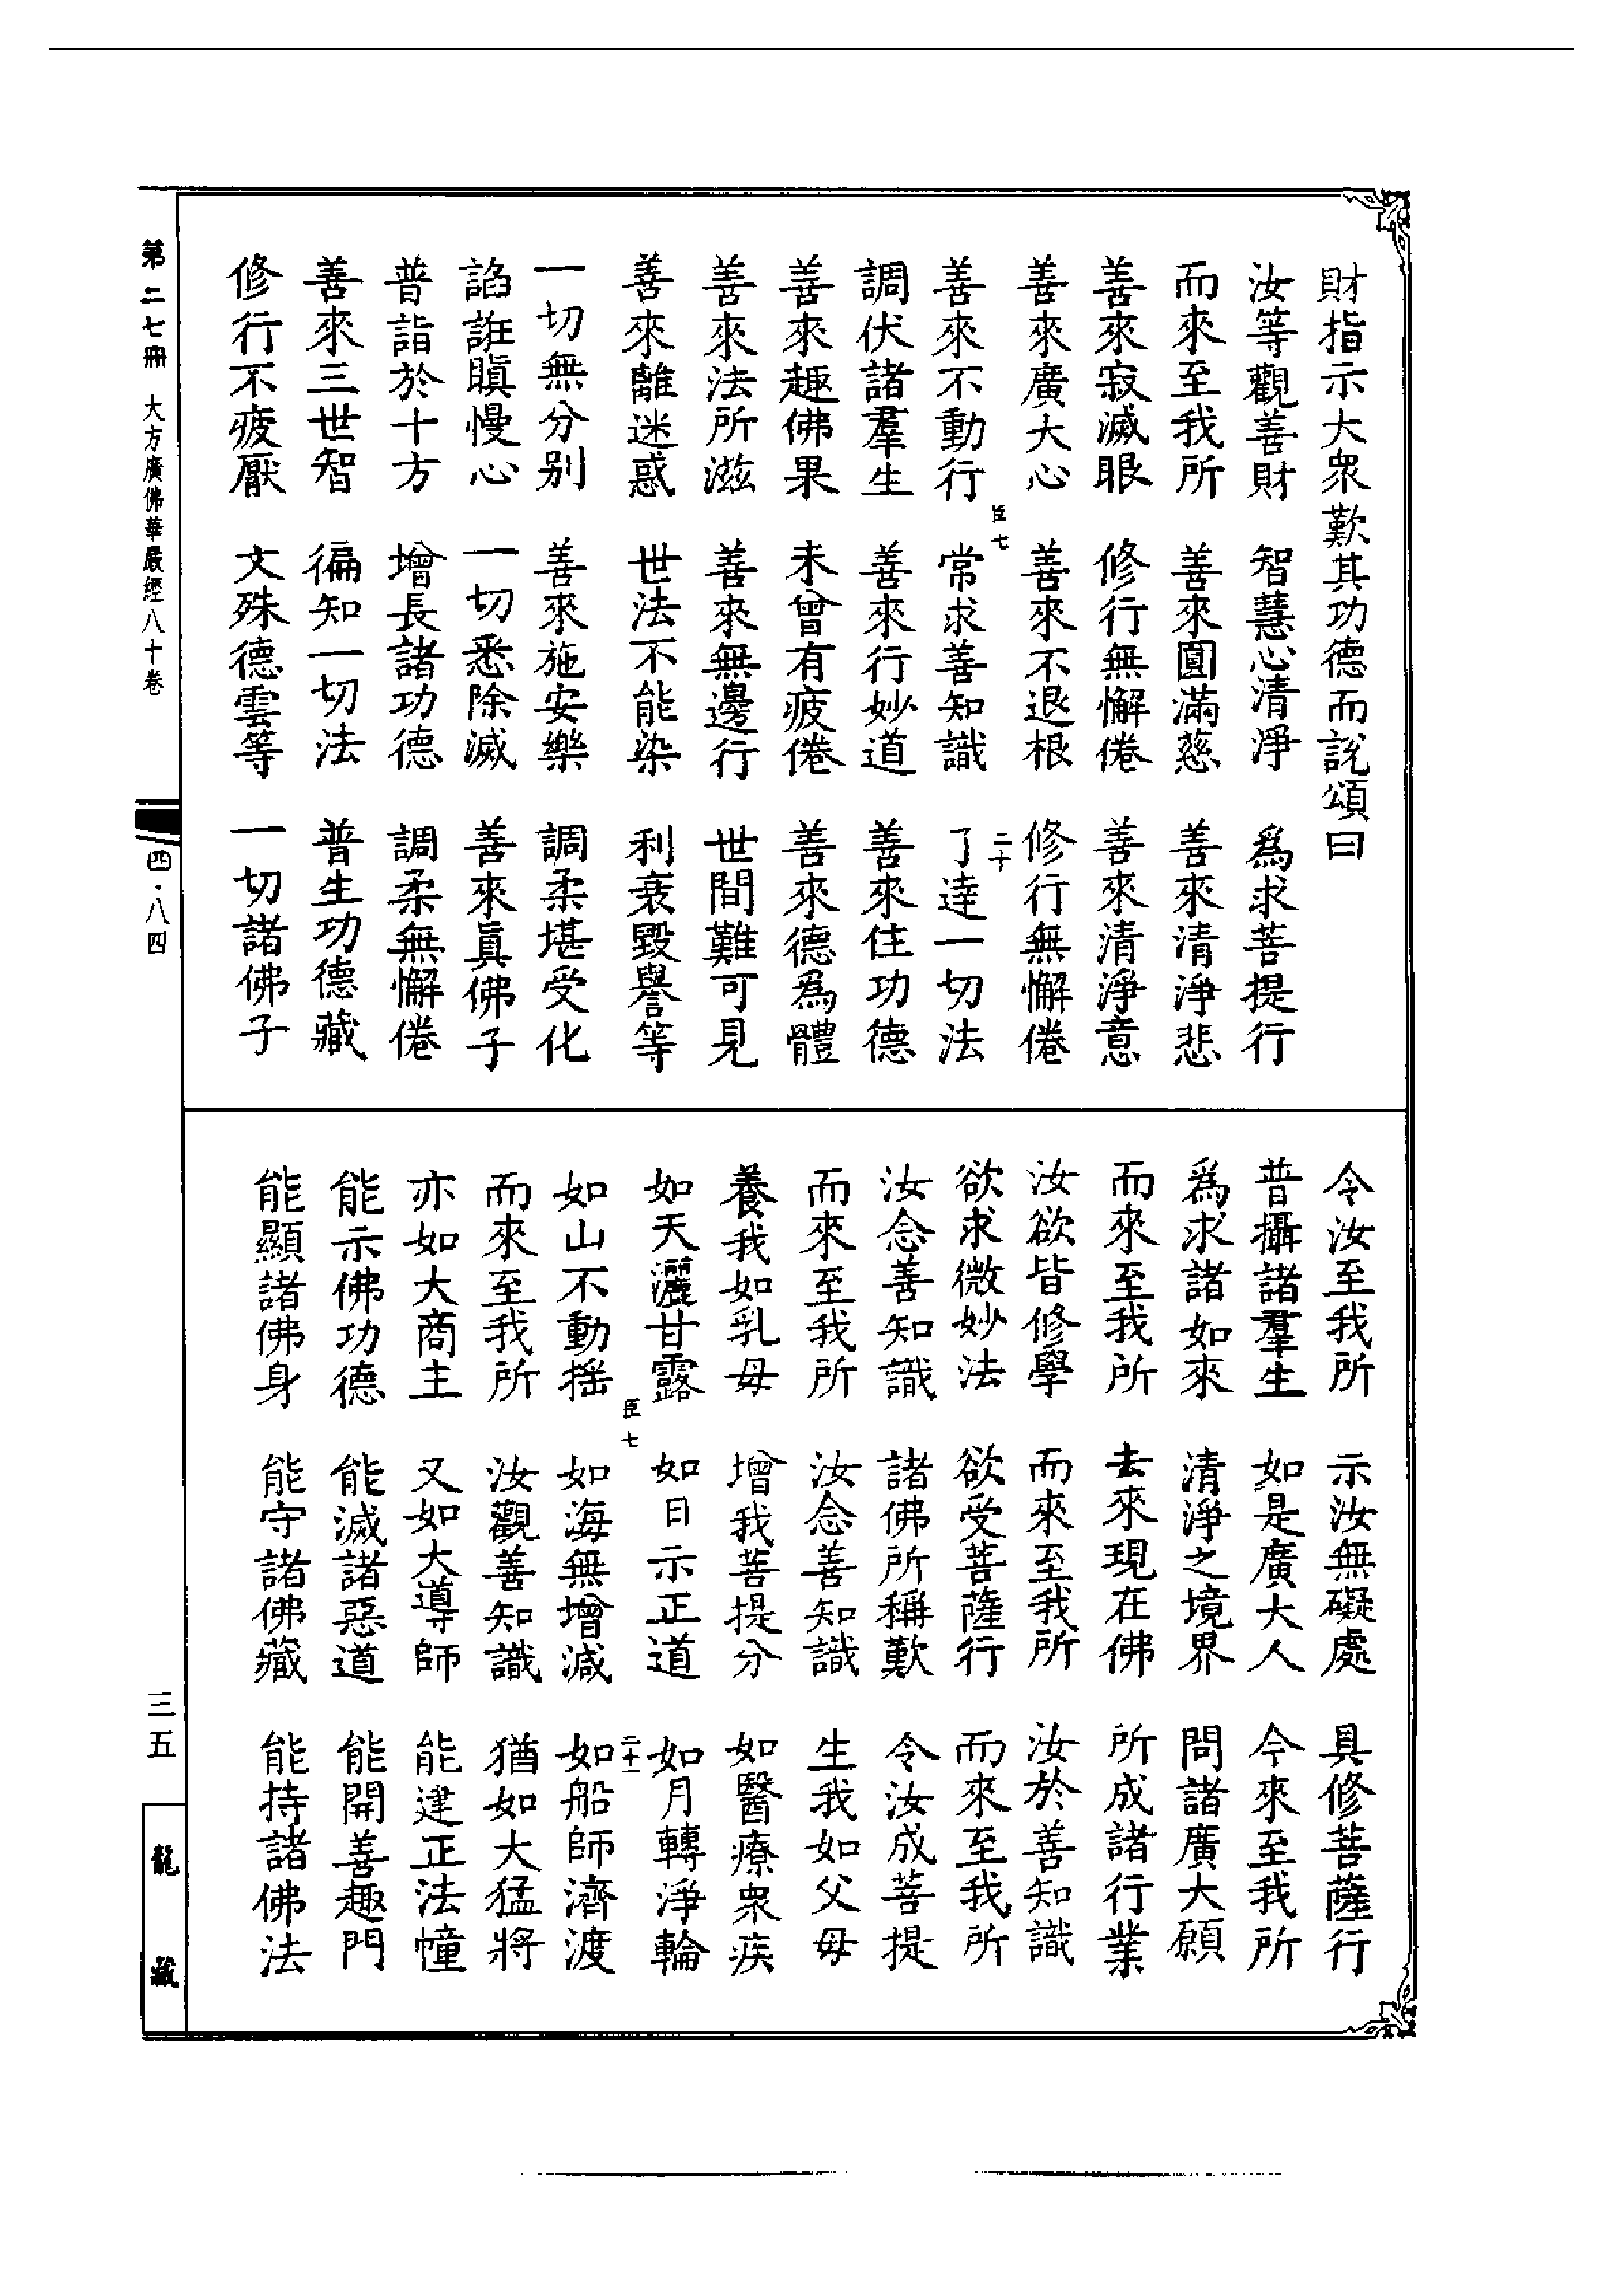 財指示大衆歎其功德而說頌曰
汝等觀善財　智慧心清淨　爲求菩提行
而來至我所　善來圓滿慈　善來清淨悲
善來寂滅眼　修行無懈倦　善來清淨意
善來廣大心　善來不退根　修行無懈倦
臣七　二十
善來不動行　常求善知識　了達一切法
調伏諸羣生　善來行妙道　善來住功德
善來趣佛果　未曾有疲倦　善來德爲體
善來法所滋　善來無邊行　世間難可見
善來離迷惑　世法不能染　利衰毀譽等
一切無分別　善來施安樂　調柔堪受化
諂誑瞋慢心　一切悉除滅　善來眞佛子
普詣於十方　增長諸功德　調柔無懈倦
善來三世智　徧知一切法　普生功德藏
修行不疲厭　文殊德雲等　一切諸佛子
令汝至我所　示汝無礙處　具修菩薩行
普攝諸羣生　如是廣大人　今來至我所
爲求諸如來　清淨之境界　問諸廣大願
而來至我所　去來現在佛　所成諸行業
汝欲皆修學　而來至我所　汝於善知識
欲求微妙法　欲受菩薩行　而來至我所
汝念善知識　諸佛所稱歎　令汝成菩提
而來至我所　汝念善知識　生我如父母
養我如乳母　增我菩提分　如醫療衆疾
如天灑甘露　如日示正道　如月轉淨輪
臣七　二十一
如山不動搖　如海無增減　如船師濟渡
而來至我所　汝觀善知識　猶如大猛將
亦如大商主　又如大導師　能建正法幢
能示佛功德　能滅諸惡道　能開善趣門
能顯諸佛身　能守諸佛藏　能持諸佛法
第二七冊　大方廣佛華嚴經八十卷　四·八四　三五　龍藏